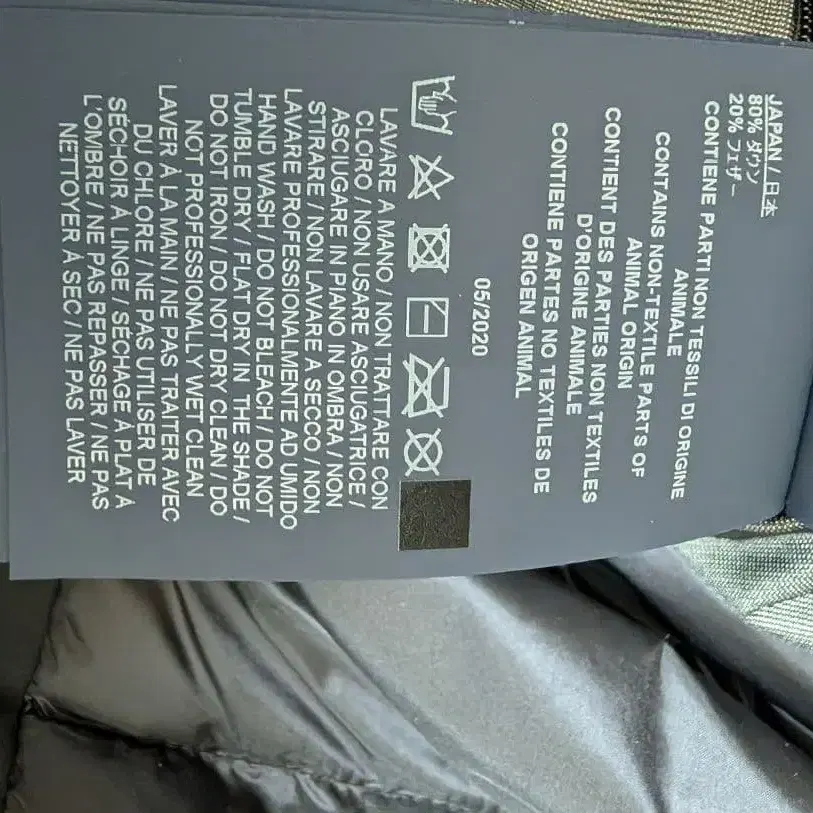 JAPAN / 日本
80% ダウン
20% フェザー
CONTIENE PARTI NON TESSILI DI ORIGINE
ANIMALE
CONTAINS NON-TEXTILE PARTS OF
ANIMAL ORIGIN
CONTIENT DES PARTIES NON TEXTILES
D'ORIGINE ANIMALE
CONTIENE PARTES NO TEXTILES DE
ORIGEN ANIMAL
05/2020
LAVARE A MANO / NON TRATTARE CON
CLORO / NON USARE ASCIUGATRICE /
ASCIUGARE IN PIANO IN OMBRA / NON
STIRARE / NON LAVARE A SECCO / NON
LAVARE PROFESSIONALMENTE AD UMIDO
HAND WASH / DO NOT BLEACH / DO NOT
TUMBLE DRY / FLAT DRY IN THE SHADE /
DO NOT IRON / DO NOT DRY CLEAN / DO
NOT PROFESSIONALLY WET CLEAN
LAVER À LA MAIN / NE PAS TRAITER AVEC
DU CHLORE / NE PAS UTILISER DE
SÉCHOIR À LINGE / SÉCHAGE À PLAT À
L'OMBRE / NE PAS REPASSER / NE PAS
NETTOYER À SEC / NE PAS LAVER